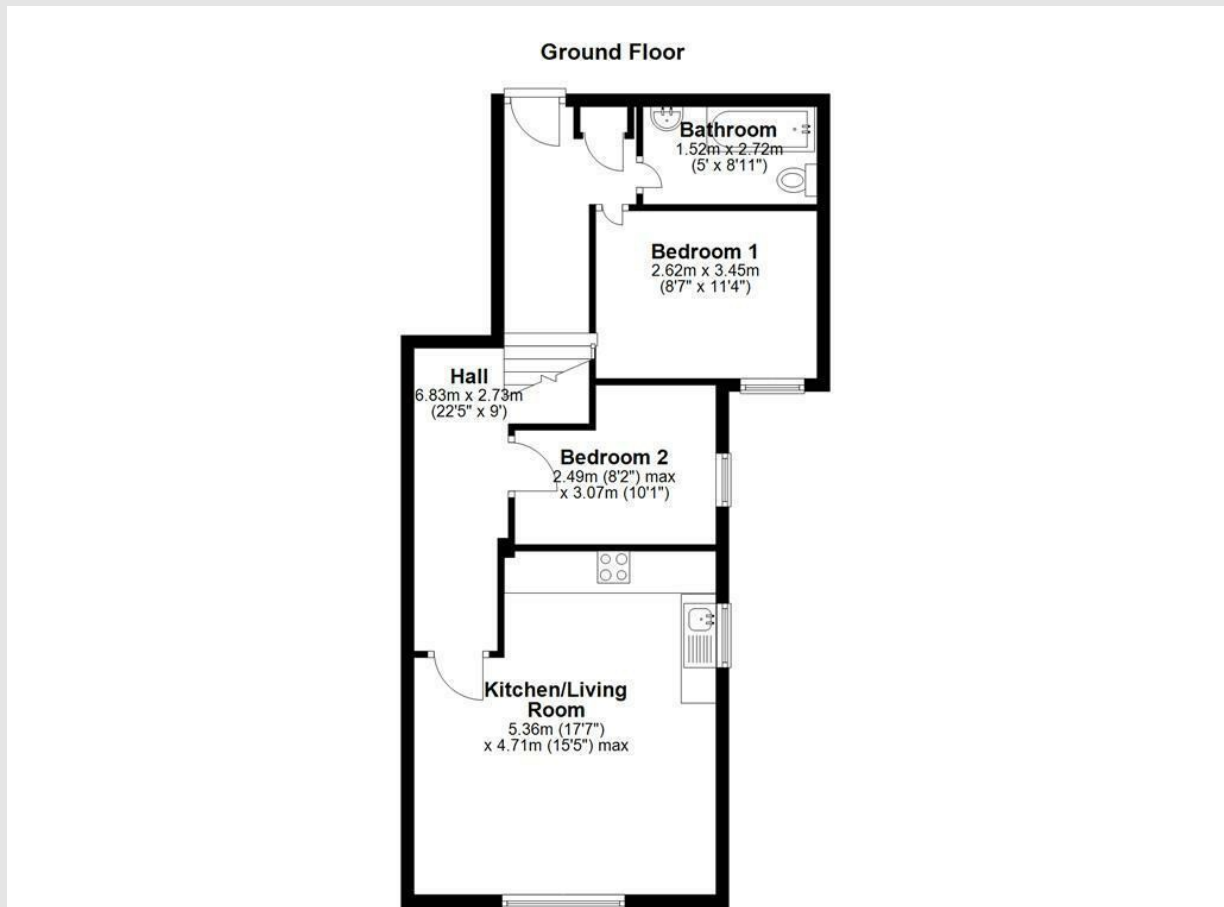 Ground Floor
Bathroom
1.52m x 2.72m
(5' x 8'11")
Bedroom 1
2.62m x 3.45m
(8'7" x 11'4")
Hall
6.83m x 2.73m
(22'5" x 9')
Bedroom 2
2.49m (8'2") max
x 3.07m (10'1")
Kitchen/Living
Room
5.36m (17'7")
x 4.71m (15'5") max